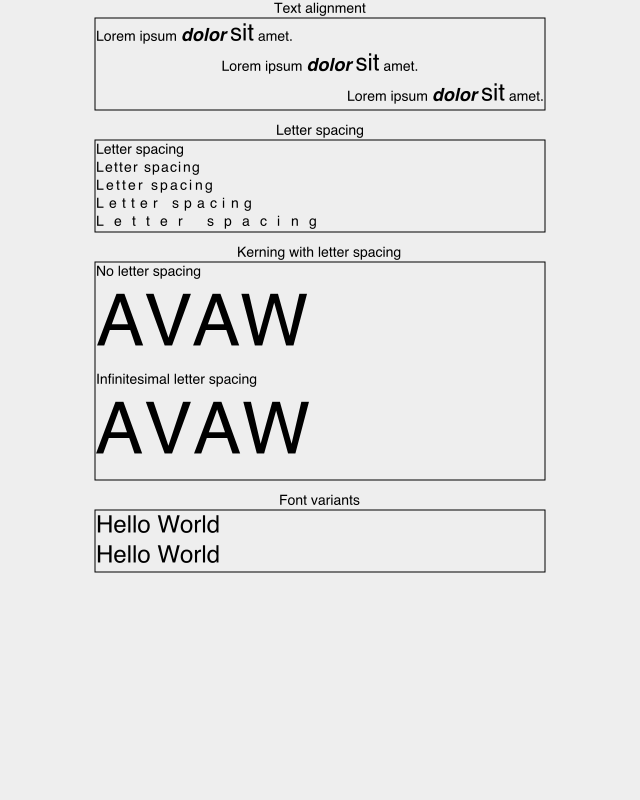 Text alignment
Lorem ipsum dolor sit amet.
Lorem ipsum dolor sit amet.
Lorem ipsum dolor sit amet.
Letter spacing
Letter spacing
Letter spacing
Letter spacing
Letter spacing
Letter spacing
Kerning with letter spacing
No letter spacing
AVAW
Infinitesimal letter spacing
AVAW
Font variants
Hello World
Hello World